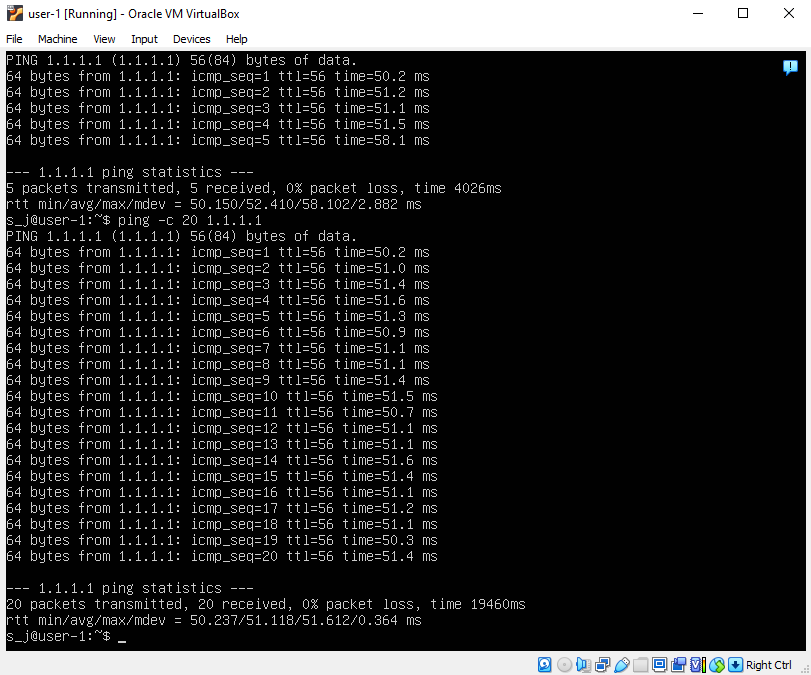 user-1 [Running] - Oracle VM VirtualBox
File Machine View Input Devices Help
PING 1.1.1.1 (1.1.1.1) 56(84) bytes of data.
64 bytes from 1.1.1.1: icmp_seq=1 ttl=56 time=50.2 ms
64 bytes from 1.1.1.1: icmp_seq=2 ttl=56 time=51.2 ms
64 bytes from 1.1.1.1: icmp_seq=3 ttl=56 time=51.1 ms
64 bytes from 1.1.1.1: icmp_seq=4 ttl=56 time=51.5 ms
64 bytes from 1.1.1.1: icmp_seq=5 ttl=56 time=58.1 ms
--- 1.1.1.1 ping statistics ---
5 packets transmitted, 5 received, 0% packet loss, time 4026ms
rtt min/avg/max/mdev = 50.150/52.410/58.102/2.882 ms
s_j@user-1:~$ ping -c 20 1.1.1.1
PING 1.1.1.1 (1.1.1.1) 56(84) bytes of data.
64 bytes from 1.1.1.1: icmp_seq=1 ttl=56 time=50.2 ms
64 bytes from 1.1.1.1: icmp_seq=2 ttl=56 time=51.0 ms
64 bytes from 1.1.1.1: icmp_seq=3 ttl=56 time=51.4 ms
64 bytes from 1.1.1.1: icmp_seq=4 ttl=56 time=51.6 ms
64 bytes from 1.1.1.1: icmp_seq=5 ttl=56 time=51.3 ms
64 bytes from 1.1.1.1: icmp_seq=6 ttl=56 time=50.9 ms
64 bytes from 1.1.1.1: icmp_seq=7 ttl=56 time=51.1 ms
64 bytes from 1.1.1.1: icmp_seq=8 ttl=56 time=51.1 ms
64 bytes from 1.1.1.1: icmp_seq=9 ttl=56 time=51.4 ms
64 bytes from 1.1.1.1: icmp_seq=10 ttl=56 time=51.5 ms
64 bytes from 1.1.1.1: icmp_seq=11 ttl=56 time=50.7 ms
64 bytes from 1.1.1.1: icmp_seq=12 ttl=56 time=51.1 ms
64 bytes from 1.1.1.1: icmp_seq=13 ttl=56 time=51.1 ms
64 bytes from 1.1.1.1: icmp_seq=14 ttl=56 time=51.6 ms
64 bytes from 1.1.1.1: icmp_seq=15 ttl=56 time=51.4 ms
64 bytes from 1.1.1.1: icmp_seq=16 ttl=56 time=51.1 ms
64 bytes from 1.1.1.1: icmp_seq=17 ttl=56 time=51.2 ms
64 bytes from 1.1.1.1: icmp_seq=18 ttl=56 time=51.1 ms
64 bytes from 1.1.1.1: icmp_seq=19 ttl=56 time=50.3 ms
64 bytes from 1.1.1.1: icmp_seq=20 ttl=56 time=51.4 ms
--- 1.1.1.1 ping statistics ---
20 packets transmitted, 20 received, 0% packet loss, time 19460ms
rtt min/avg/max/mdev = 50.237/51.118/51.612/0.364 ms
s_j@user-1:~$ _
Right Ctrl